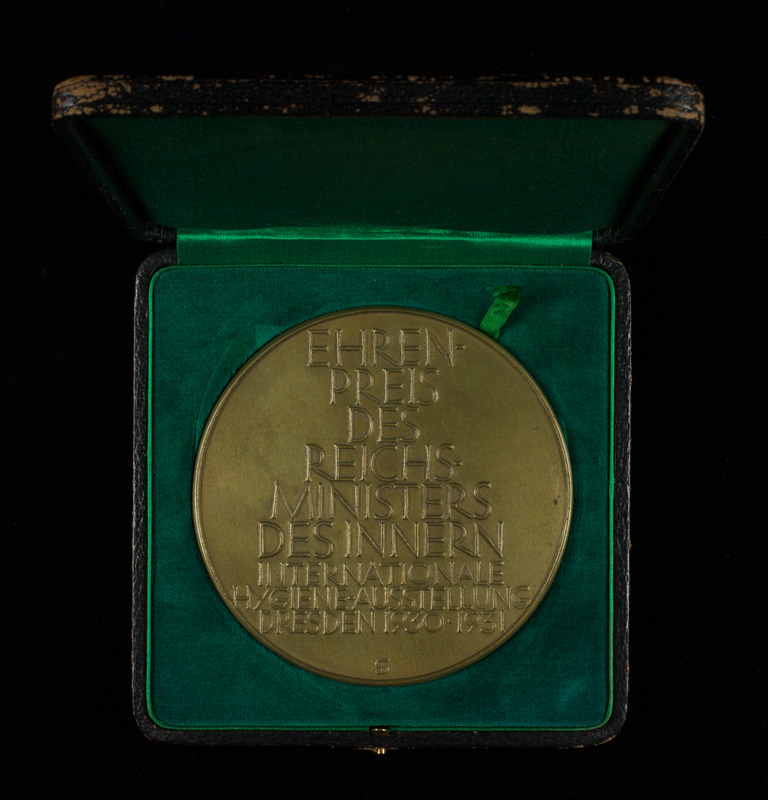 EHREN-
PREIS
DES
REICHS-
MINISTERS
DES INNERN
INTERNATIONALE
HYGIENE-AUSSTELLUNG
DRESDEN 1930·1931